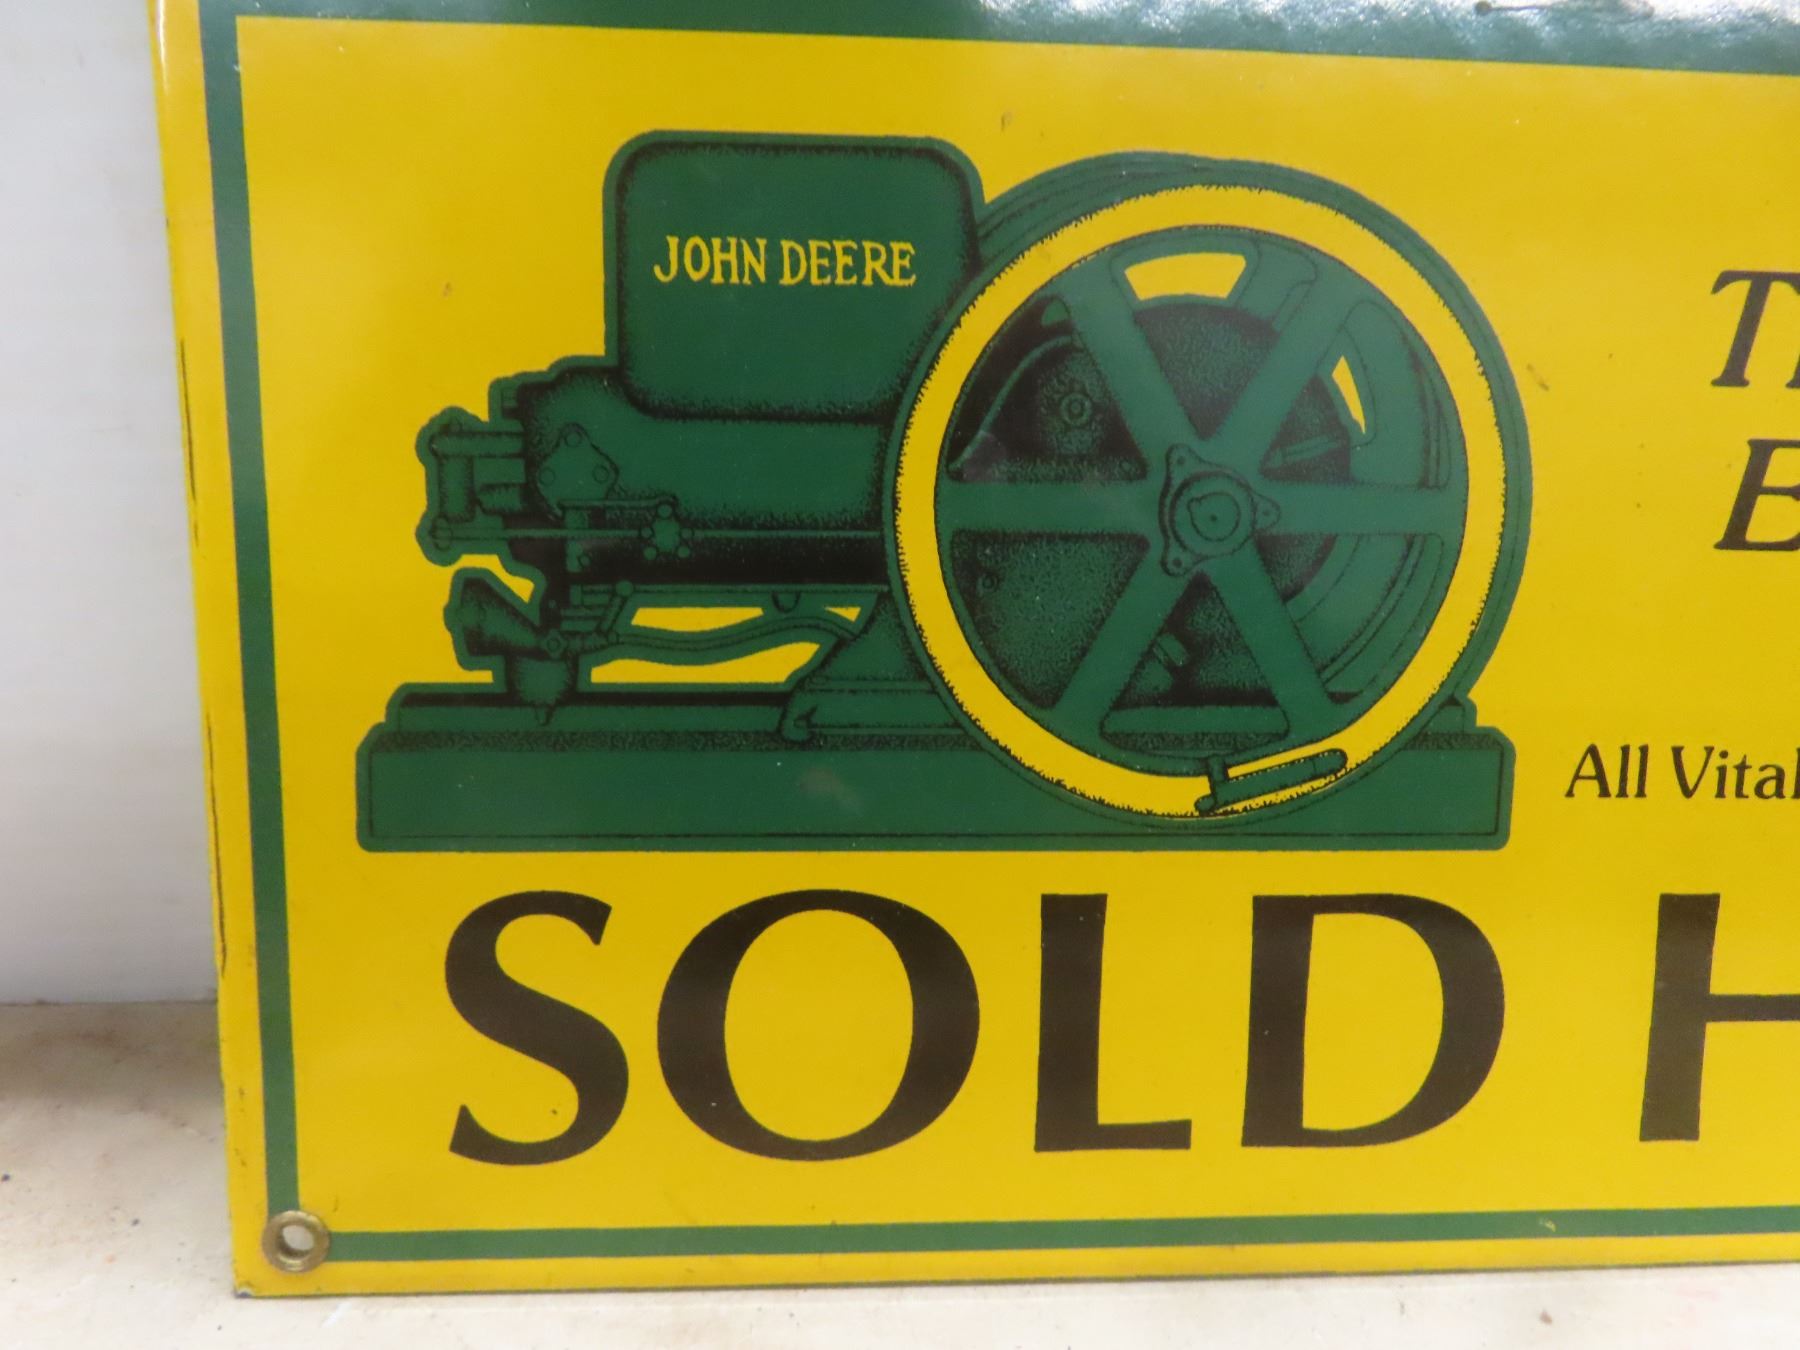 JOHN DEERE
All Vital
SOLD H